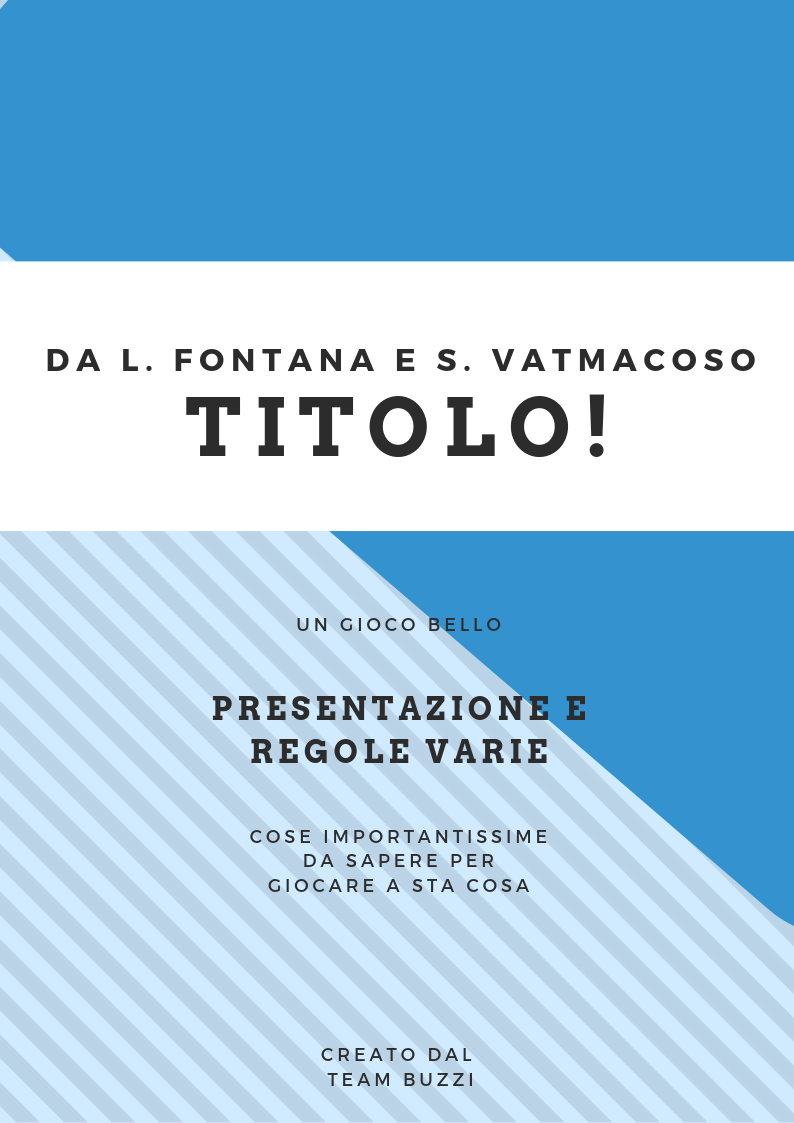 DA L. FONTANA E S. VATMACOSO
TITOLO!
UN GIOCO BELLO
PRESENTAZIONE E
REGOLE VARIE
COSE IMPORTANTISSIME
DA SAPERE PER
GIOCARE A STA COSA
CREATO DAL
TEAM BUZZI